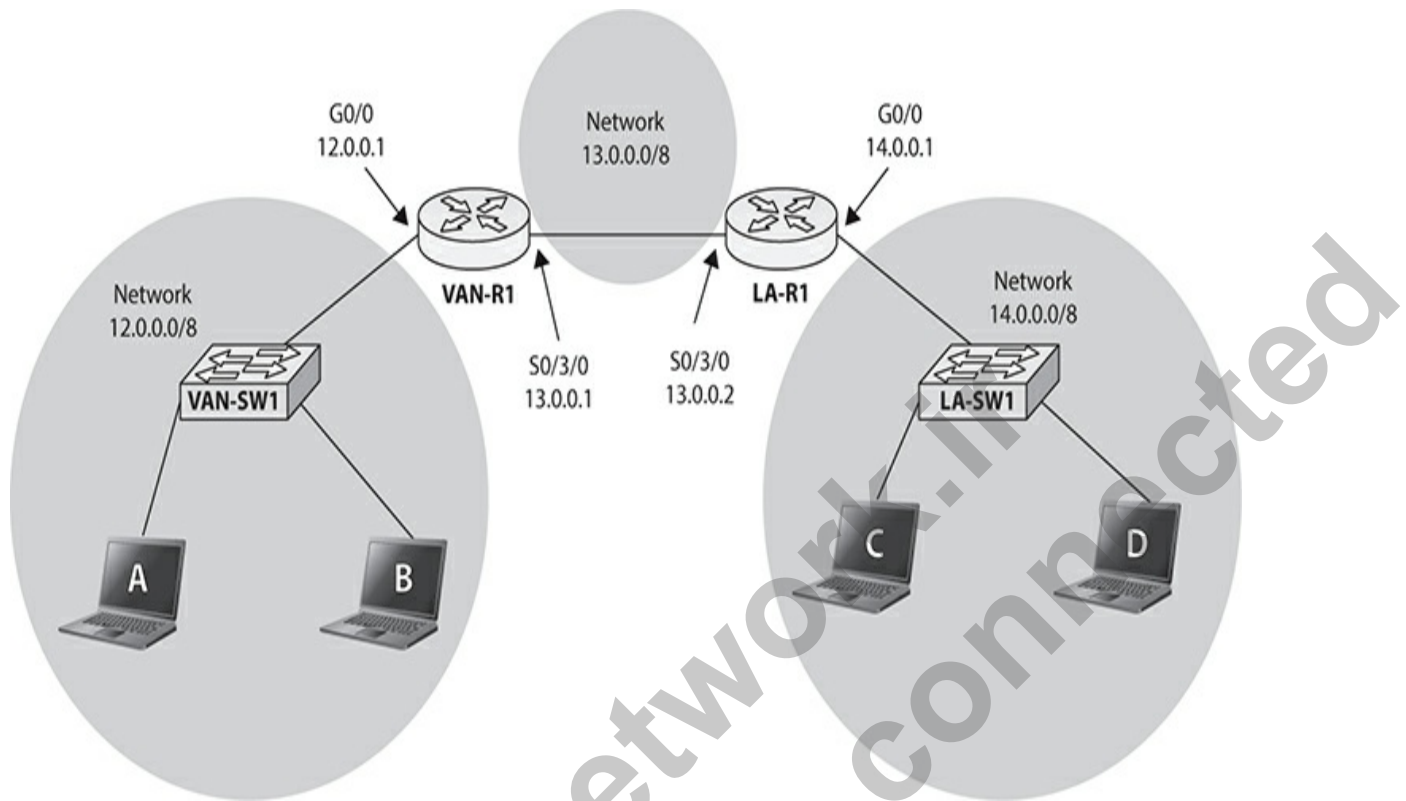 G0/0
12.0.0.1
Network
13.0.0.0/8
G0/0
14.0.0.1
VAN-R1
LA-R1
Network
12.0.0.0/8
Network
14.0.0.0/8
S0/3/0
13.0.0.1
S0/3/0
13.0.0.2
VAN-SW1
LA-SW1
A
B
C
D
etwork.ir
connected